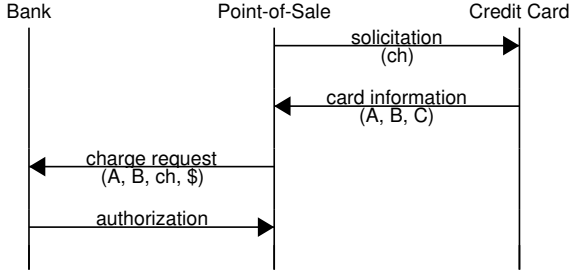 Bank Point-of-Sale Credit Card
solicitation
(ch)
card information
(A, B, C)
charge request
(A, B, ch, $)
authorization